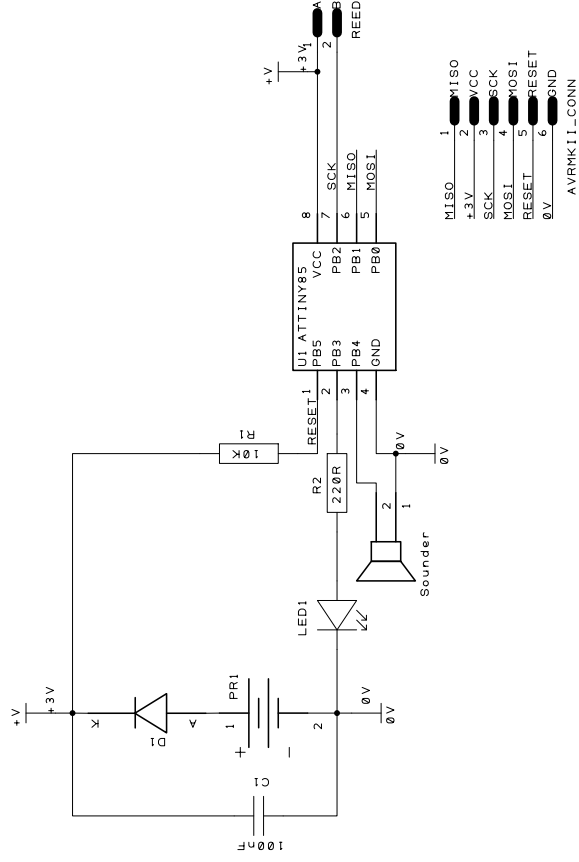 +V
+3V
A
1
B
2
REED
SCK
MISO
MOSI
8
7
6
5
U1 ATTINY85
VCC
PB2
PB1
PB0
PB5
PB3
PB4
GND
RESET
1
2
3
4
R1
10K
R2
220R
0V
0V
2
1
Sounder
LED1
+V
+3V
K
D1
A
PR1
1
+
2
-
0V
0V
C1
100nF
MISO
1
MISO
+3V
2
VCC
SCK
3
SCK
MOSI
4
MOSI
RESET
5
RESET
0V
6
GND
AVRMKII_CONN